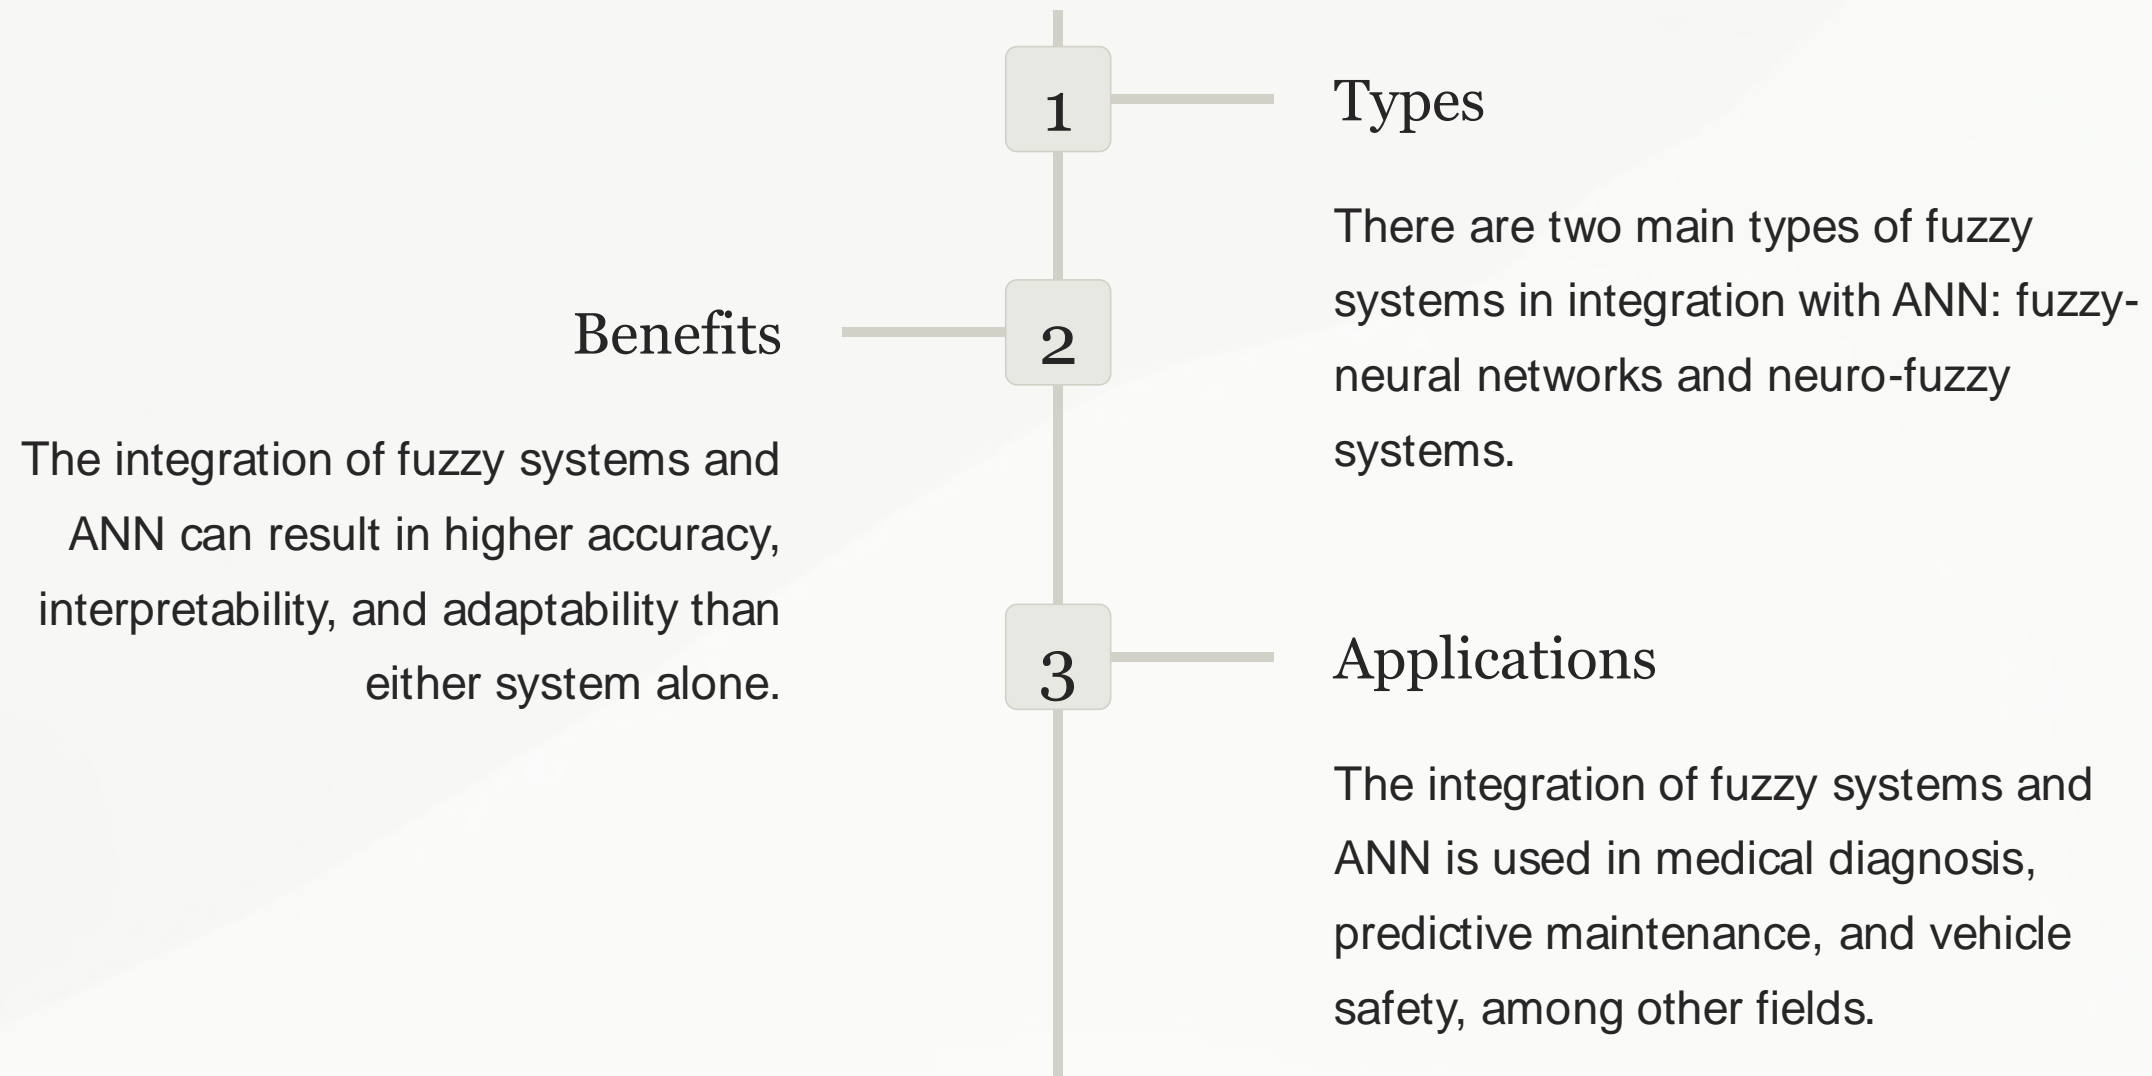 1
Types
There are two main types of fuzzy
systems in integration with ANN: fuzzy-
neural networks and neuro-fuzzy
systems.
2
Benefits
The integration of fuzzy systems and
ANN can result in higher accuracy,
interpretability, and adaptability than
either system alone.
3
Applications
The integration of fuzzy systems and
ANN is used in medical diagnosis,
predictive maintenance, and vehicle
safety, among other fields.